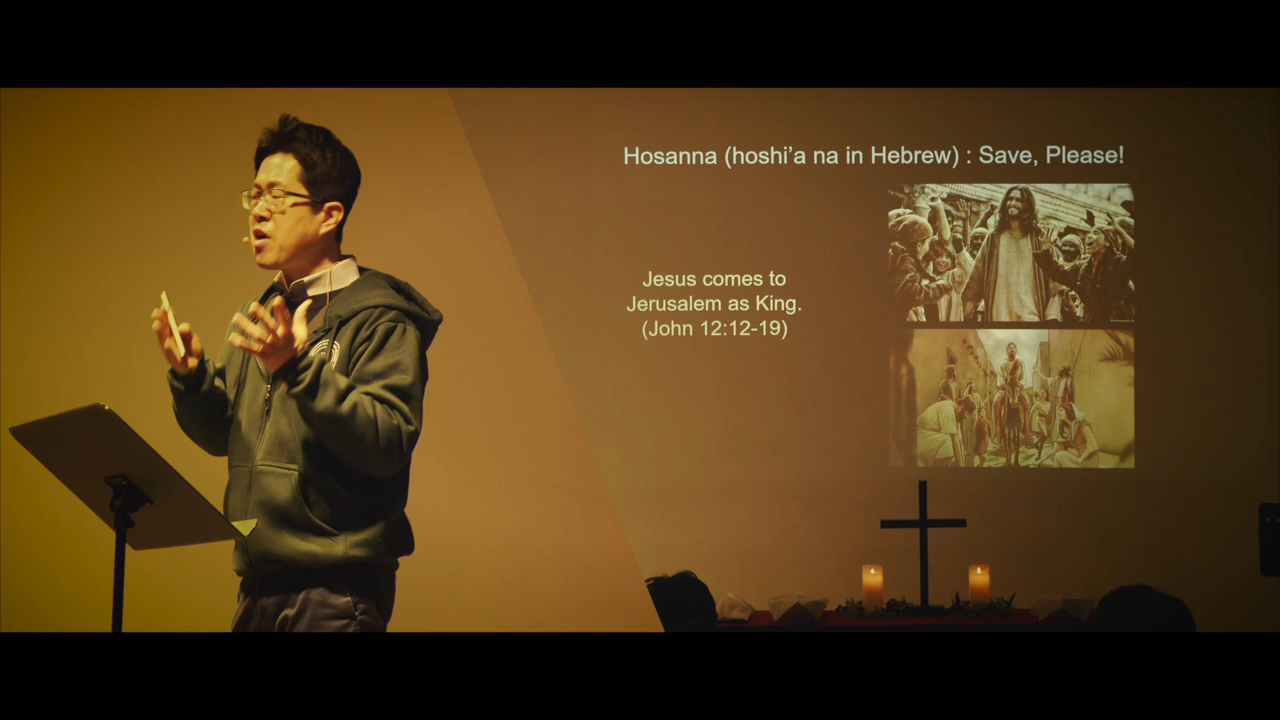 Hosanna (hoshi’a na in Hebrew) : Save, Please!
Jesus comes to
Jerusalem as King.
(John 12:12-19)